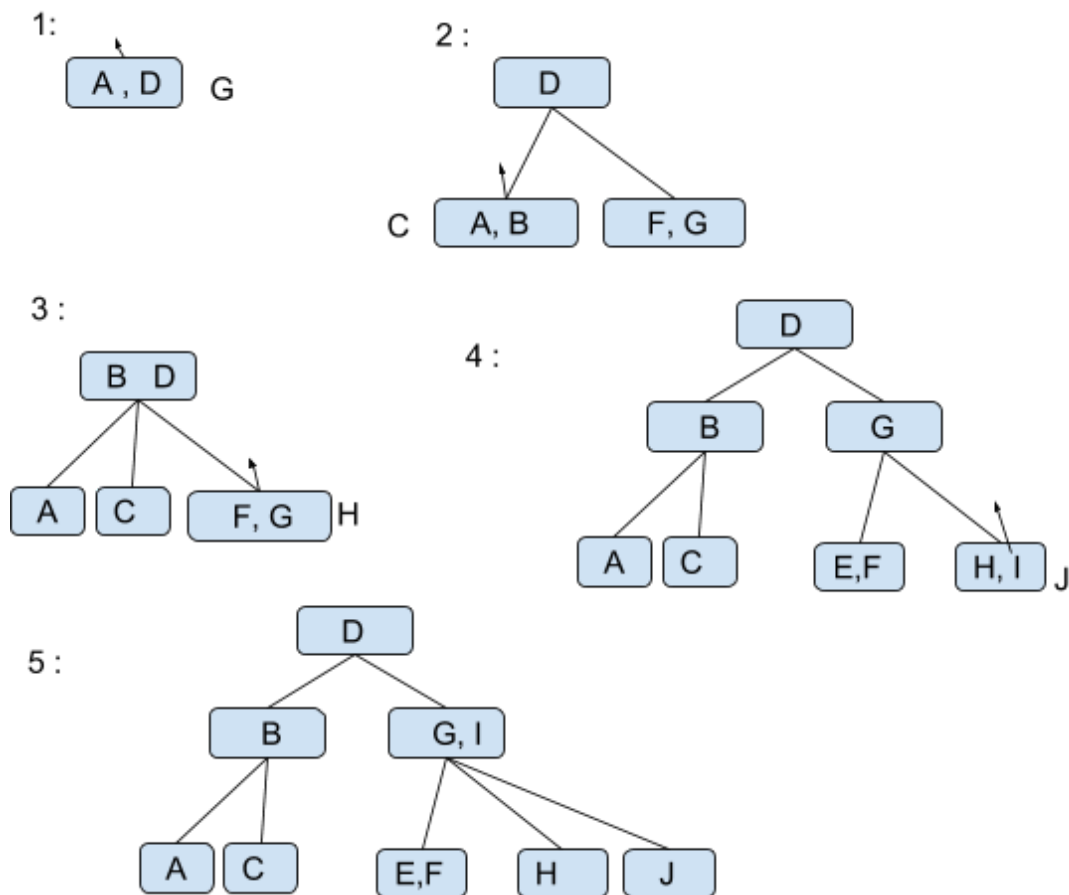 1:
A , D
G
2 :
D
C
A, B
F, G
3 :
B D
A
C
F, G
H
4 :
D
B
G
A
C
E,F
H, I
J
5 :
D
B
G, I
A
C
E,F
H
J